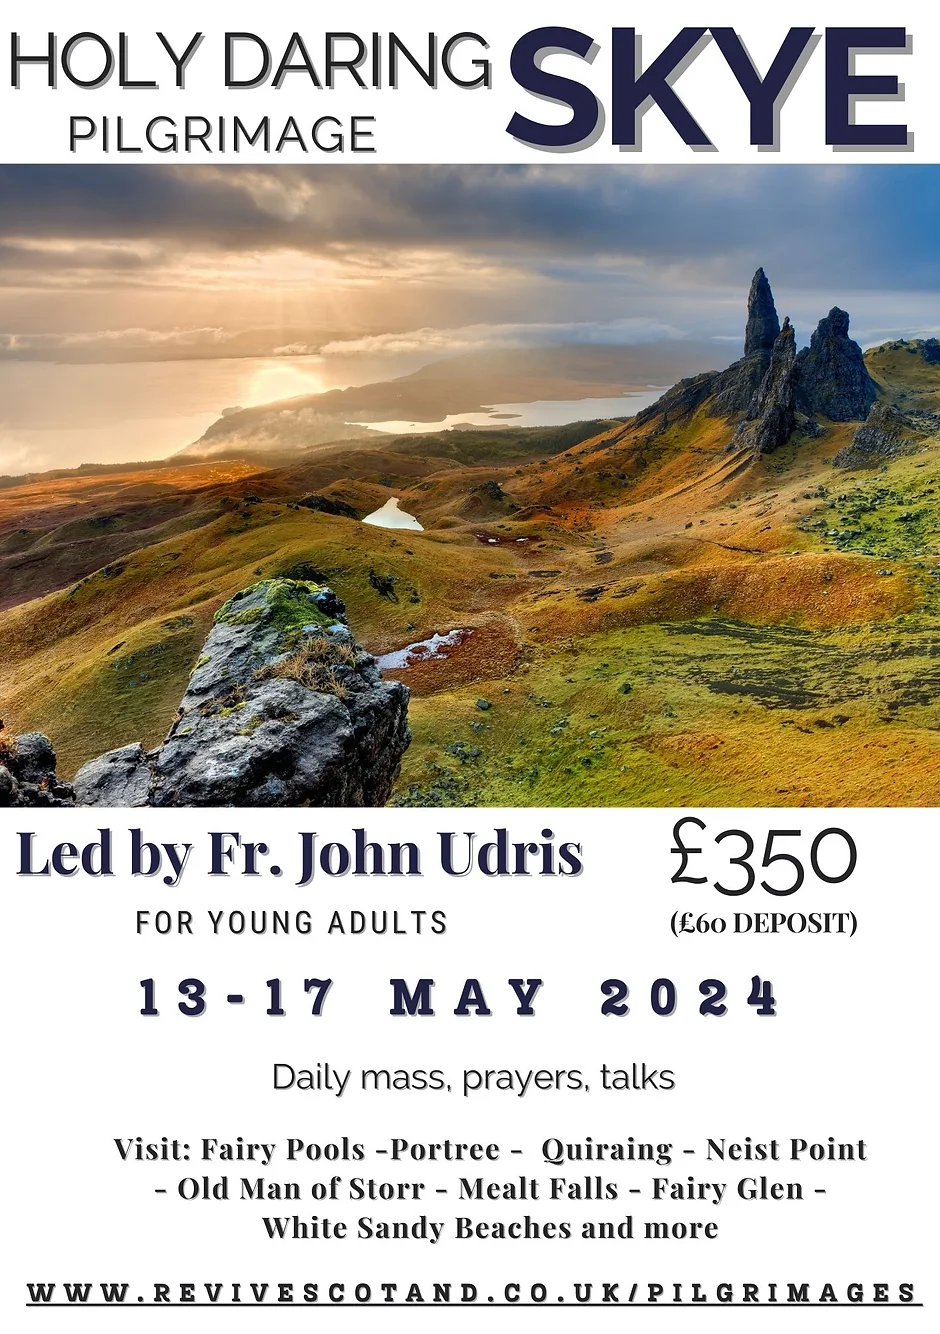 HOLY DARING SKYE
PILGRIMAGE
Led by Fr. John Udris
£350
FOR YOUNG ADULTS
(£60 DEPOSIT)
13-17 MAY 2024
Daily mass, prayers, talks
Visit: Fairy Pools -Portree - Quiraing - Neist Point
- Old Man of Storr - Mealt Falls - Fairy Glen -
White Sandy Beaches and more
WWW.REVIVESCOTAND.CO.UK/PILGRIMAGES